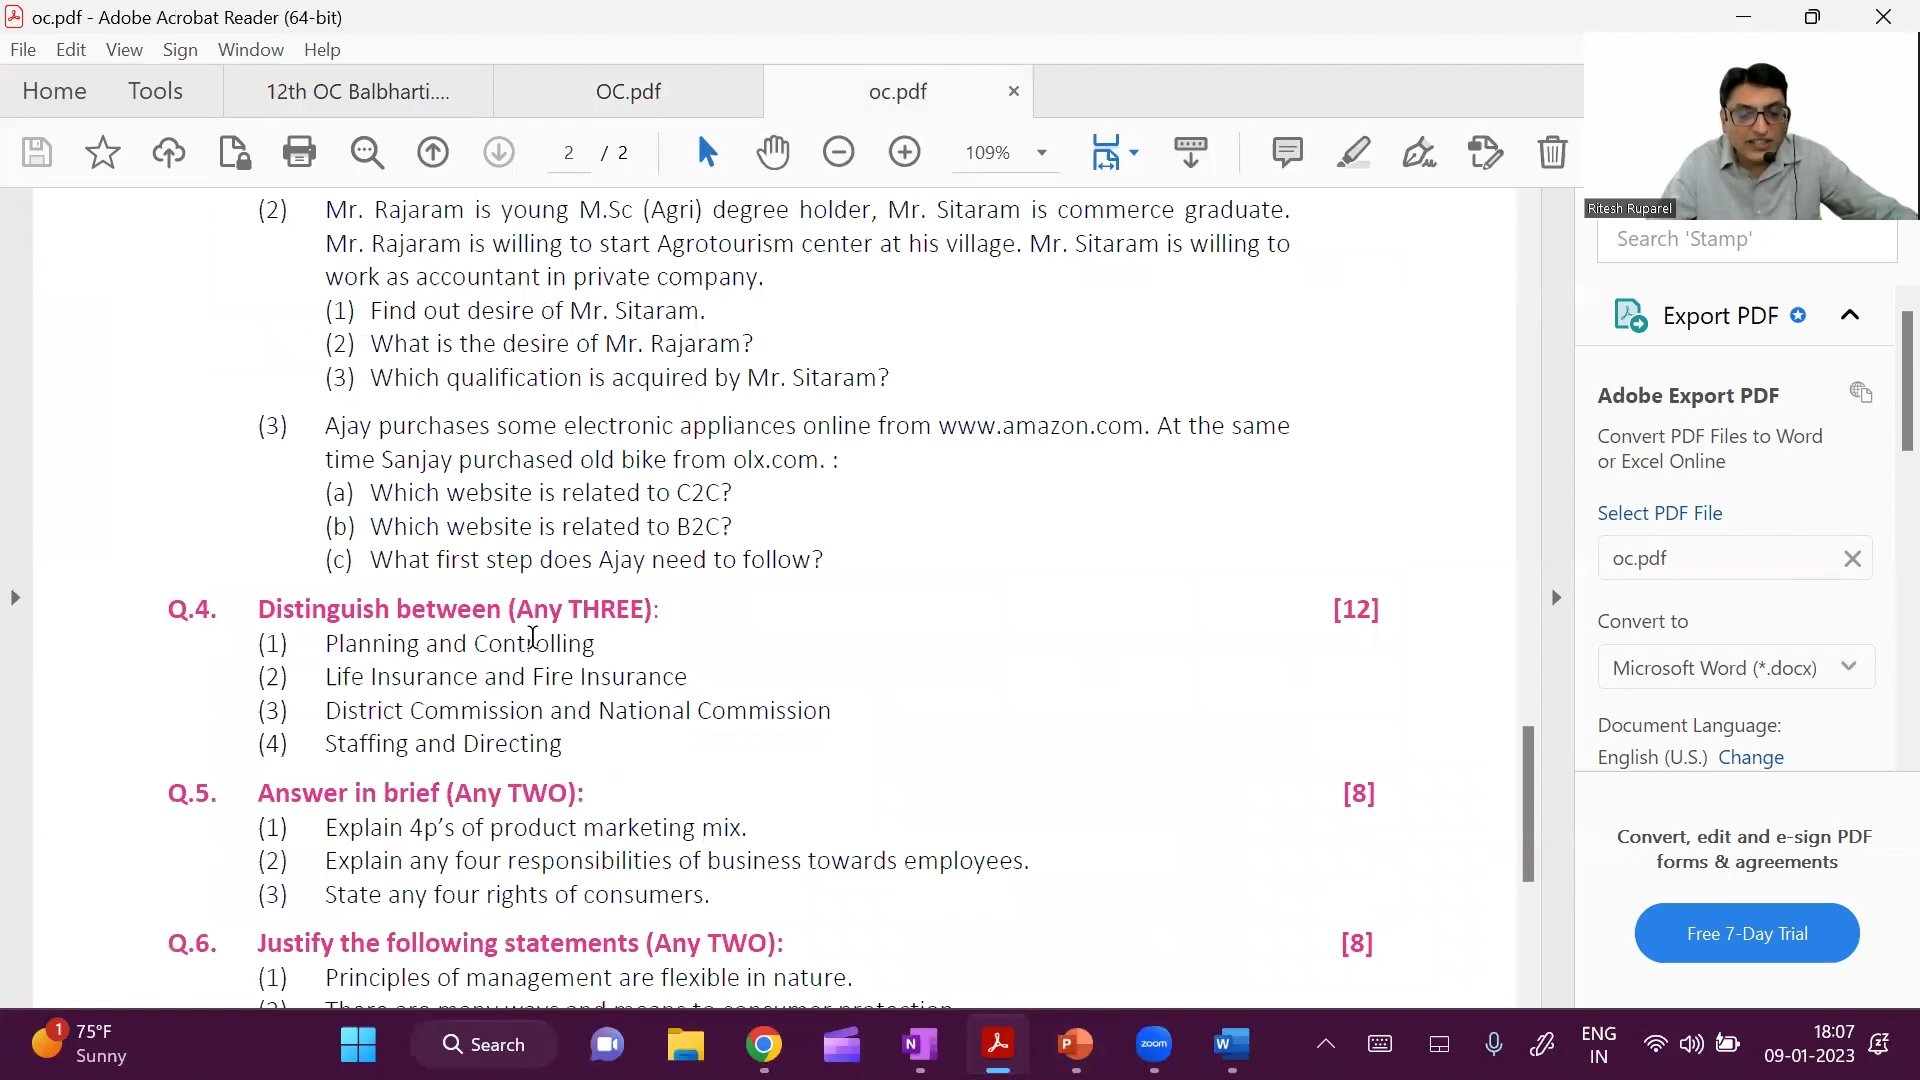 oc.pdf - Adobe Acrobat Reader (64-bit)
File Edit View Sign Window Help
Home Tools 12th OC Balbharti.... OC.pdf oc.pdf
2 / 2 109%
Ritesh Ruparel
(2) Mr. Rajaram is young M.Sc (Agri) degree holder, Mr. Sitaram is commerce graduate.
Mr. Rajaram is willing to start Agrotourism center at his village. Mr. Sitaram is willing to
work as accountant in private company.
(1) Find out desire of Mr. Sitaram.
(2) What is the desire of Mr. Rajaram?
(3) Which qualification is acquired by Mr. Sitaram?
(3) Ajay purchases some electronic appliances online from www.amazon.com. At the same
time Sanjay purchased old bike from olx.com. :
(a) Which website is related to C2C?
(b) Which website is related to B2C?
(c) What first step does Ajay need to follow?
Q.4. Distinguish between (Any THREE): [12]
(1) Planning and Controlling
(2) Life Insurance and Fire Insurance
(3) District Commission and National Commission
(4) Staffing and Directing
Q.5. Answer in brief (Any TWO): [8]
(1) Explain 4p's of product marketing mix.
(2) Explain any four responsibilities of business towards employees.
(3) State any four rights of consumers.
Q.6. Justify the following statements (Any TWO): [8]
(1) Principles of management are flexible in nature.
(2) There are many ways and means to consumer protection.
Search 'Stamp'
Export PDF
Adobe Export PDF
Convert PDF Files to Word
or Excel Online
Select PDF File
oc.pdf
Convert to
Microsoft Word (*.docx)
Document Language:
English (U.S.) Change
Convert, edit and e-sign PDF
forms & agreements
Free 7-Day Trial
1 75°F
Sunny
Search
zoom
ENG
IN
18:07
09-01-2023